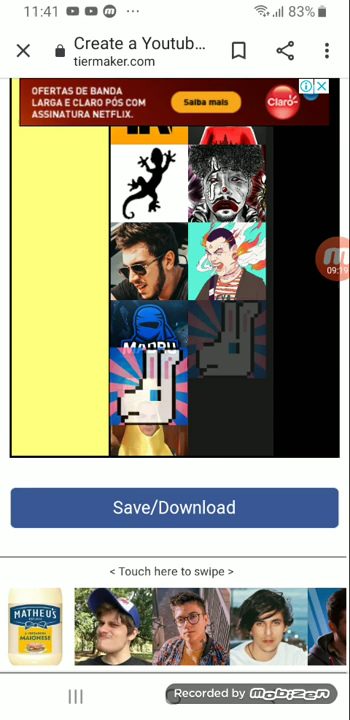 11:41
83%
Create a Youtub...
tiermaker.com
OFERTAS DE BANDA
LARGA E CLARO PÓS COM
ASSINATURA NETFLIX.
Saiba mais
Claro
09:19
Save/Download
< Touch here to swipe >
MATHEU'S
MAIONESE
Recorded by mobizen